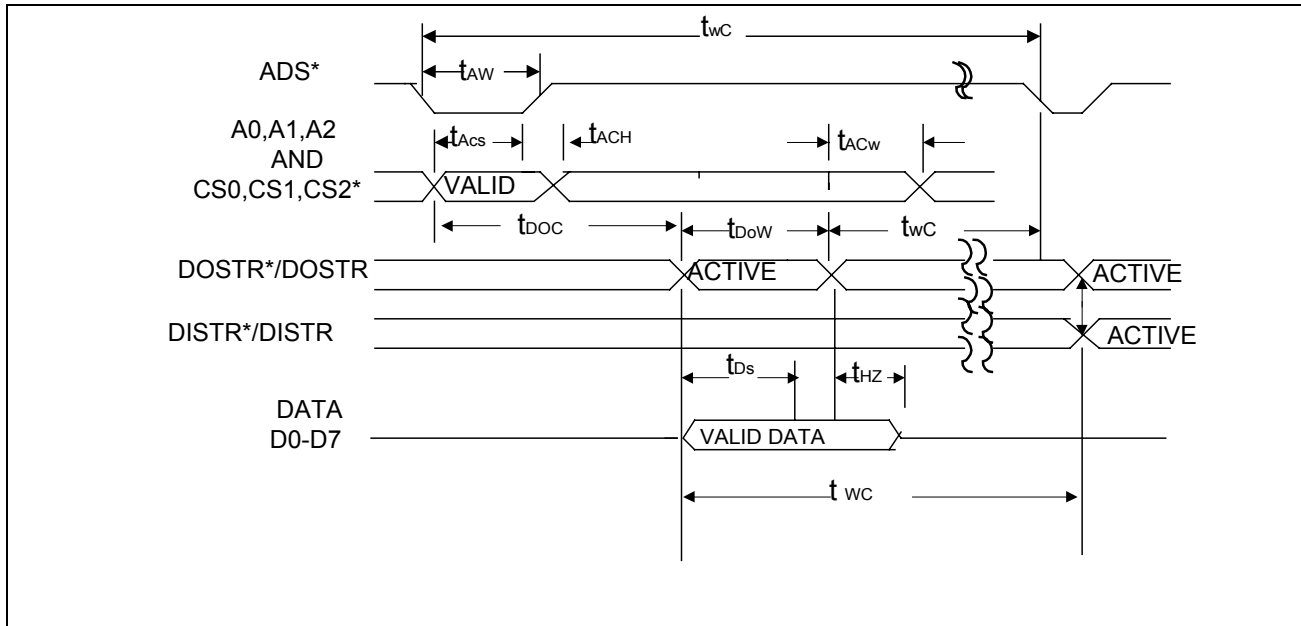 twC
ADS*
tAW
A0,A1,A2
AND
CS0,CS1,CS2*
tAcs
tACH
tACw
VALID
tDOC
tDoW
twC
DOSTR*/DOSTR
ACTIVE
ACTIVE
DISTR*/DISTR
ACTIVE
tDs
tHZ
DATA
D0-D7
VALID DATA
t WC